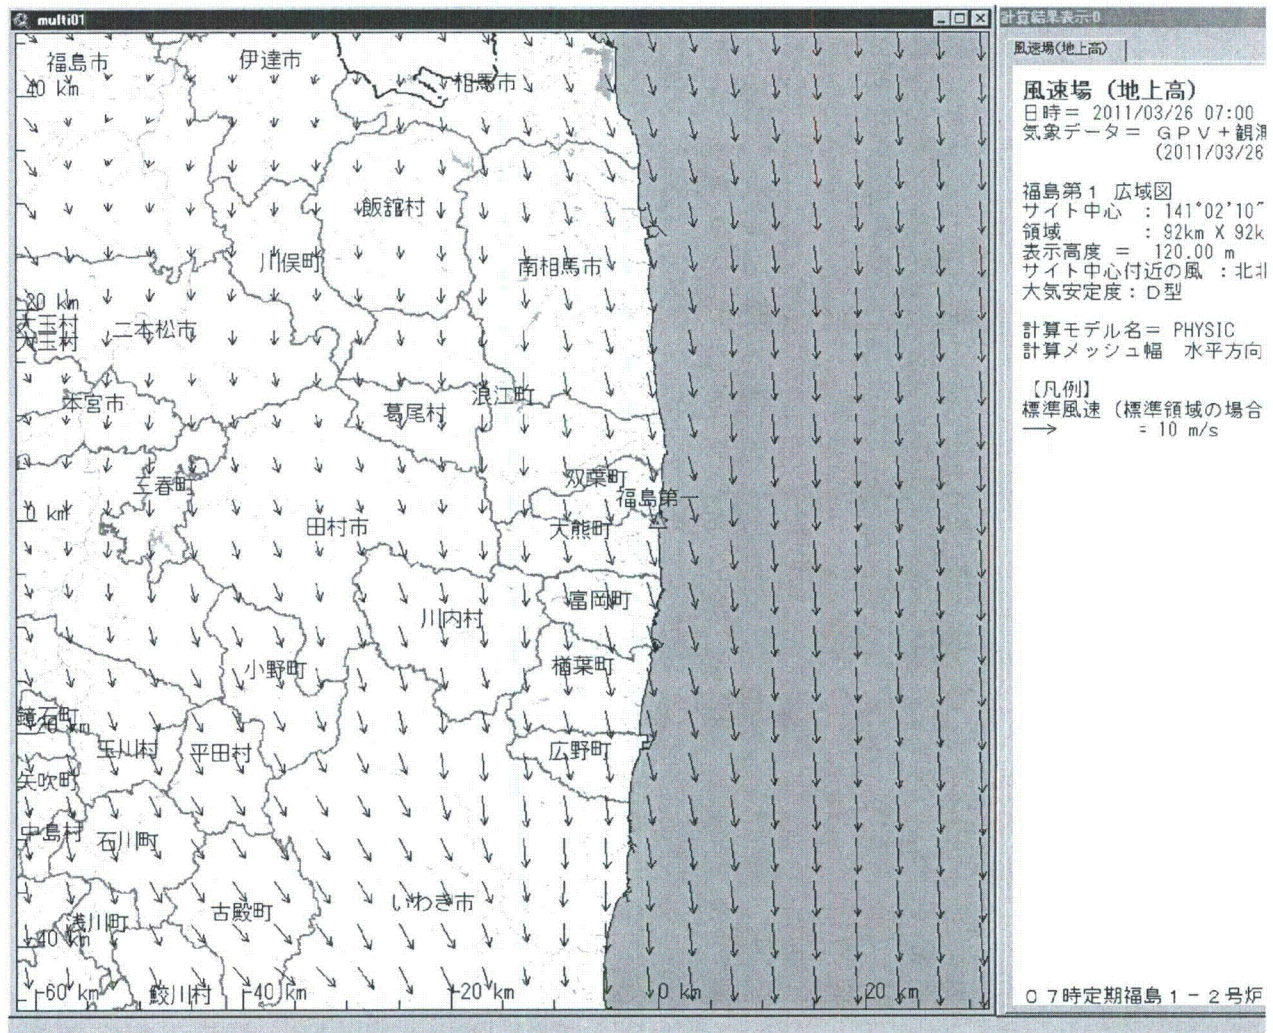 multi01
計算結果表示:0
風速場(地上高)
福島市
伊達市
相馬市
40 km
飯舘村
川俣町
南相馬市
20 km
大玉村
大玉村
二本松市
本宮市
葛尾村
浪江町
三春町
双葉町
福島第一
0 km
田村市
大熊町
川内村
富岡町
小野町
楢葉町
鏡石町
-20 km
玉川村
平田村
広野町
矢吹町
中島村
石川町
古殿町
いわき市
浅川町
-40 km
-60 km
鮫川村
-40 km
-20 km
0 km
20 km
風速場 (地上高)
日時= 2011/03/26 07:00
気象データ= GPV+観測
(2011/03/26
福島第1 広域図
サイト中心 : 141°02'10"
領域 : 92km X 92k
表示高度 = 120.00 m
サイト中心付近の風 : 北北
大気安定度 : D型
計算モデル名= PHYSIC
計算メッシュ幅 水平方向
【凡例】
標準風速 (標準領域の場合
→ = 10 m/s
07時定期福島1-2号炉